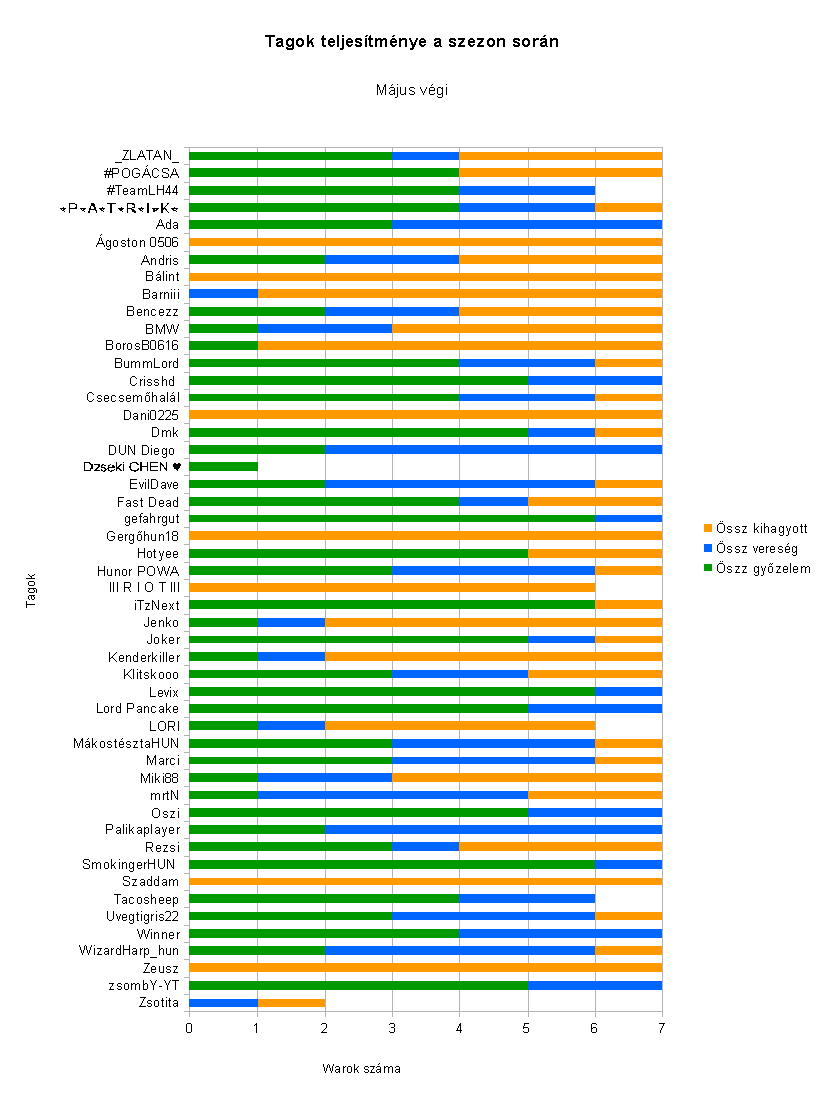 Tagok teljesítménye a szezon során
Május végi
_ZLATAN_
#POGÁCSA
#TeamLH44
★P★A★T★R★I★K★
Ada
Ágoston 0506
Andris
Bálint
Barniii
Bencezz
BMW
BorosB0616
BummLord
Crisshd
Csecsemőhalál
Dani0225
Dmk
DUN Diego
Dzseki CHEN ♥
EvilDave
Fast Dead
gefahrgut
Gergőhun18
Hotyee
Hunor POWA
III R I O T III
iTzNext
Jenko
Joker
Kenderkiller
Klitskooo
Levix
Lord Pancake
LORI
MákostésztaHUN
Marci
Miki88
mrtN
Oszi
Palikaplayer
Rezsi
SmokingerHUN
Szaddam
Tacosheep
Uvegtigris22
Winner
WizardHarp_hun
Zeusz
zsombY-YT
Zsotita
0 1 2 3 4 5 6 7
Warok száma
Tagok
Össz kihagyott
Össz vereség
Öszz győzelem